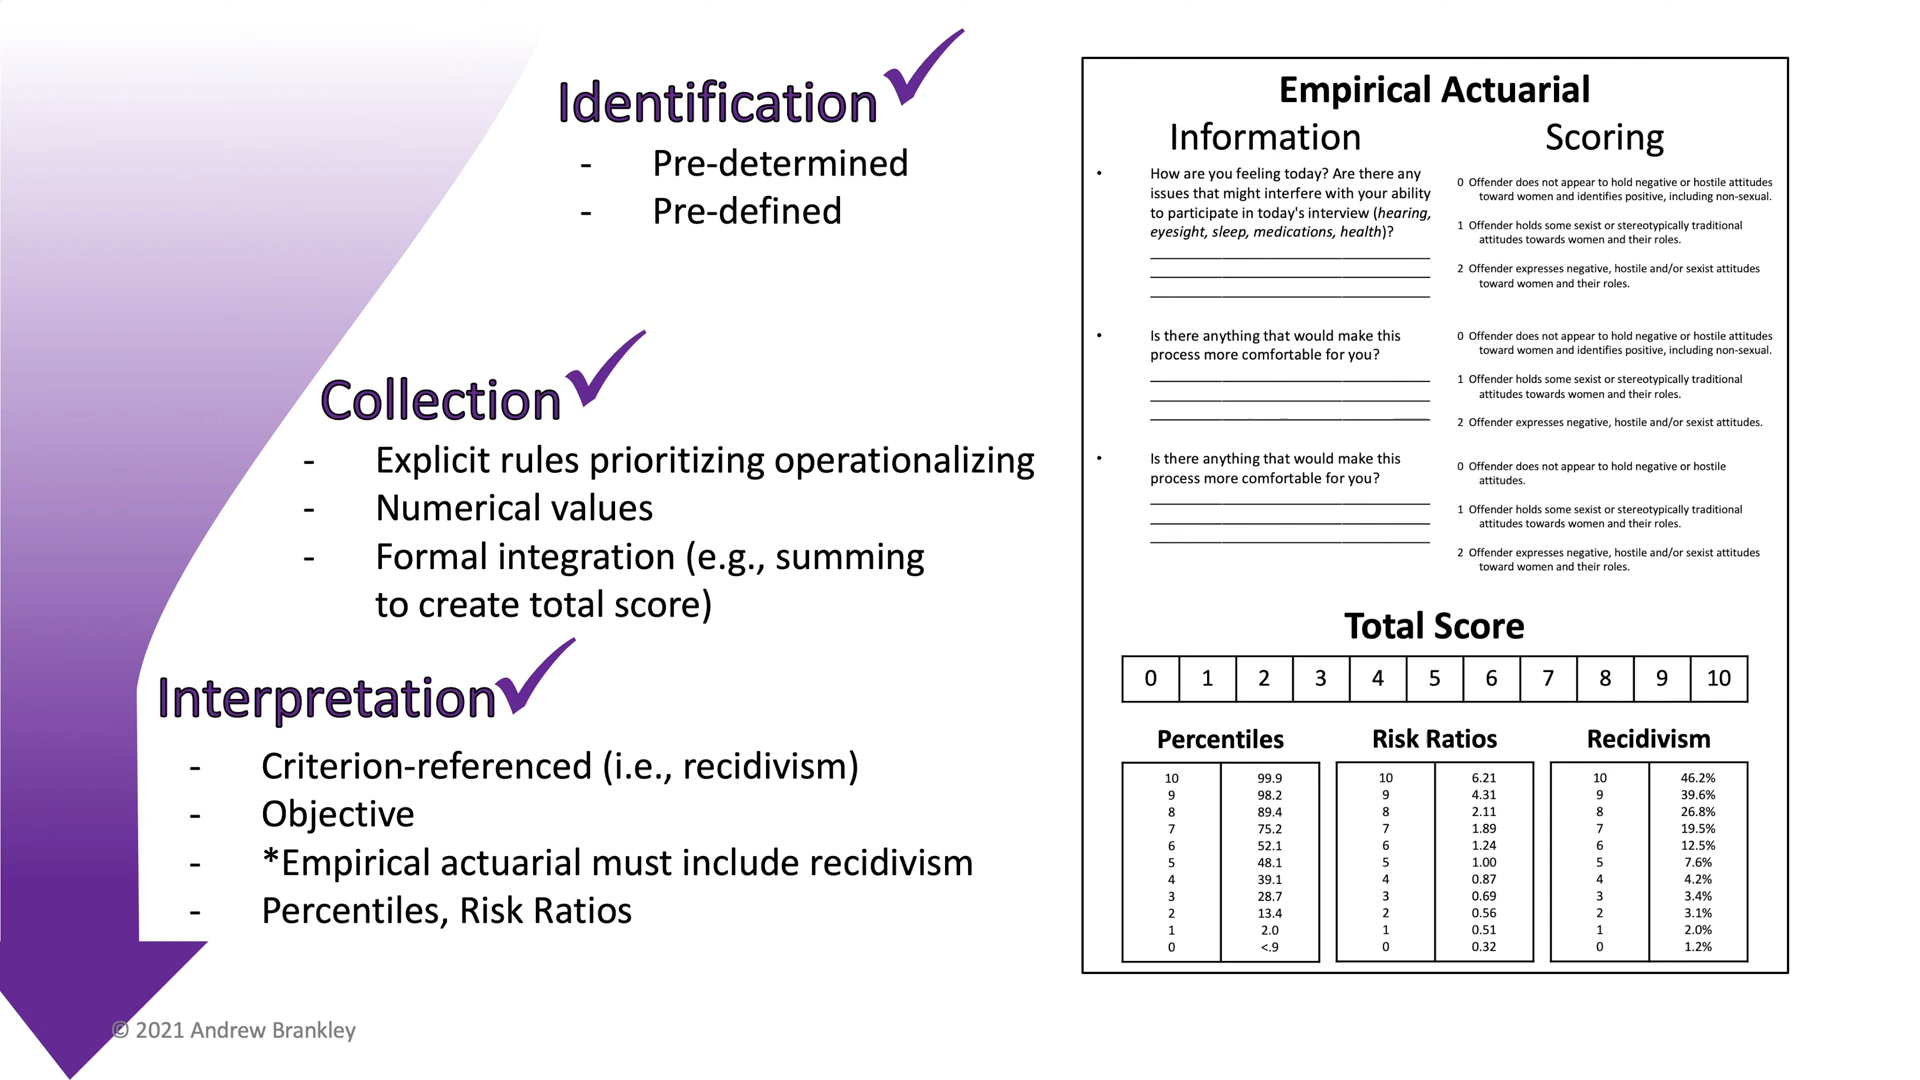 Identification
- Pre-determined
- Pre-defined
Collection
- Explicit rules prioritizing operationalizing
- Numerical values
- Formal integration (e.g., summing
to create total score)
Interpretation
- Criterion-referenced (i.e., recidivism)
- Objective
- *Empirical actuarial must include recidivism
- Percentiles, Risk Ratios
© 2021 Andrew Brankley
Empirical Actuarial
Information
• How are you feeling today? Are there any
issues that might interfere with your ability
to participate in today's interview (hearing,
eyesight, sleep, medications, health)?
• Is there anything that would make this
process more comfortable for you?
• Is there anything that would make this
process more comfortable for you?
Scoring
0 Offender does not appear to hold negative or hostile attitudes
toward women and identifies positive, including non-sexual.
1 Offender holds some sexist or stereotypically traditional
attitudes towards women and their roles.
2 Offender expresses negative, hostile and/or sexist attitudes
toward women and their roles.
0 Offender does not appear to hold negative or hostile attitudes
toward women and identifies positive, including non-sexual.
1 Offender holds some sexist or stereotypically traditional
attitudes towards women and their roles.
2 Offender expresses negative, hostile and/or sexist attitudes.
0 Offender does not appear to hold negative or hostile
attitudes.
1 Offender holds some sexist or stereotypically traditional
attitudes towards women and their roles.
2 Offender expresses negative, hostile and/or sexist attitudes
toward women and their roles.
Total Score
0 1 2 3 4 5 6 7 8 9 10
Percentiles
10 99.9
9 98.2
8 89.4
7 75.2
6 52.1
5 48.1
4 39.1
3 28.7
2 13.4
1 2.0
0 <.9
Risk Ratios
10 6.21
9 4.31
8 2.11
7 1.89
6 1.24
5 1.00
4 0.87
3 0.69
2 0.56
1 0.51
0 0.32
Recidivism
10 46.2%
9 39.6%
8 26.8%
7 19.5%
6 12.5%
5 7.6%
4 4.2%
3 3.4%
2 3.1%
1 2.0%
0 1.2%